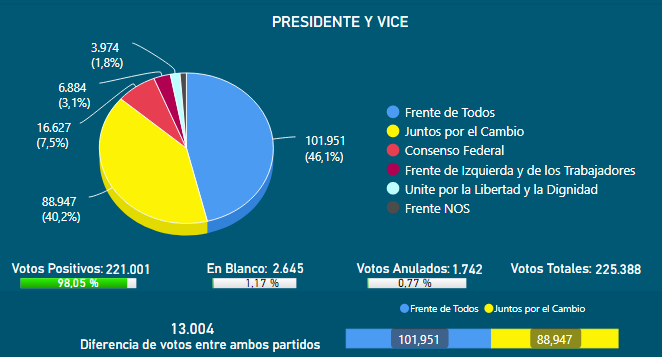 PRESIDENTE Y VICE
3.974
(1,8%)
6.884
(3,1%)
16.627
(7,5%)
88.947
(40,2%)
101.951
(46,1%)
Frente de Todos
Juntos por el Cambio
Consenso Federal
Frente de Izquierda y de los Trabajadores
Unite por la Libertad y la Dignidad
Frente NOS
Votos Positivos: 221.001
98,05 %
En Blanco: 2.645
1,17 %
Votos Anulados: 1.742
0,77 %
Votos Totales: 225.388
Frente de Todos Juntos por el Cambio
13.004
Diferencia de votos entre ambos partidos
101,951 88,947